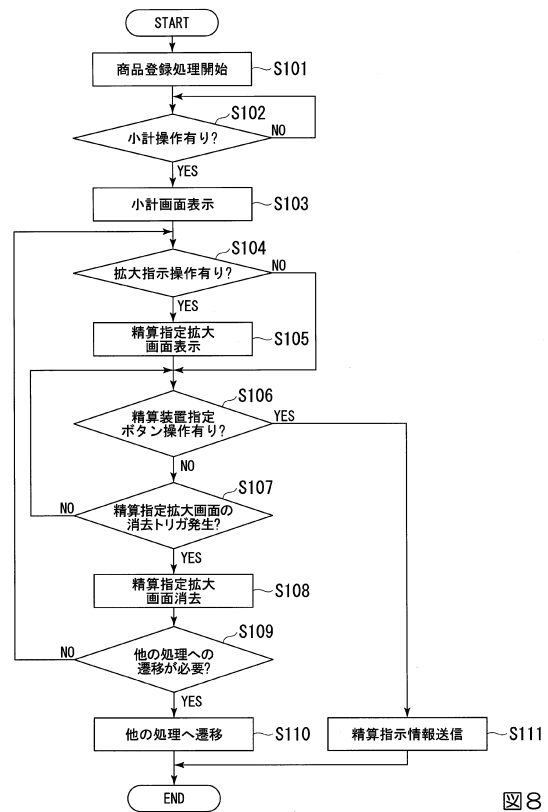 START
商品登録処理開始
S101
S102
小計操作有り?
NO
YES
小計画面表示
S103
S104
拡大指示操作有り?
NO
YES
精算指定拡大
画面表示
S105
S106
精算装置指定
ボタン操作有り?
YES
NO
S107
精算指定拡大画面の
消去トリガ発生?
NO
YES
精算指定拡大
画面消去
S108
S109
他の処理への
遷移が必要?
NO
YES
他の処理へ遷移
S110
精算指示情報送信
S111
END
図8